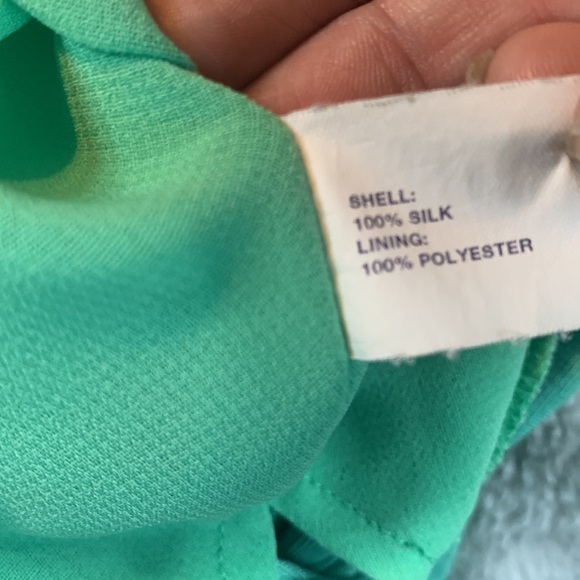 SHELL:
100% SILK
LINING:
100% POLYESTER